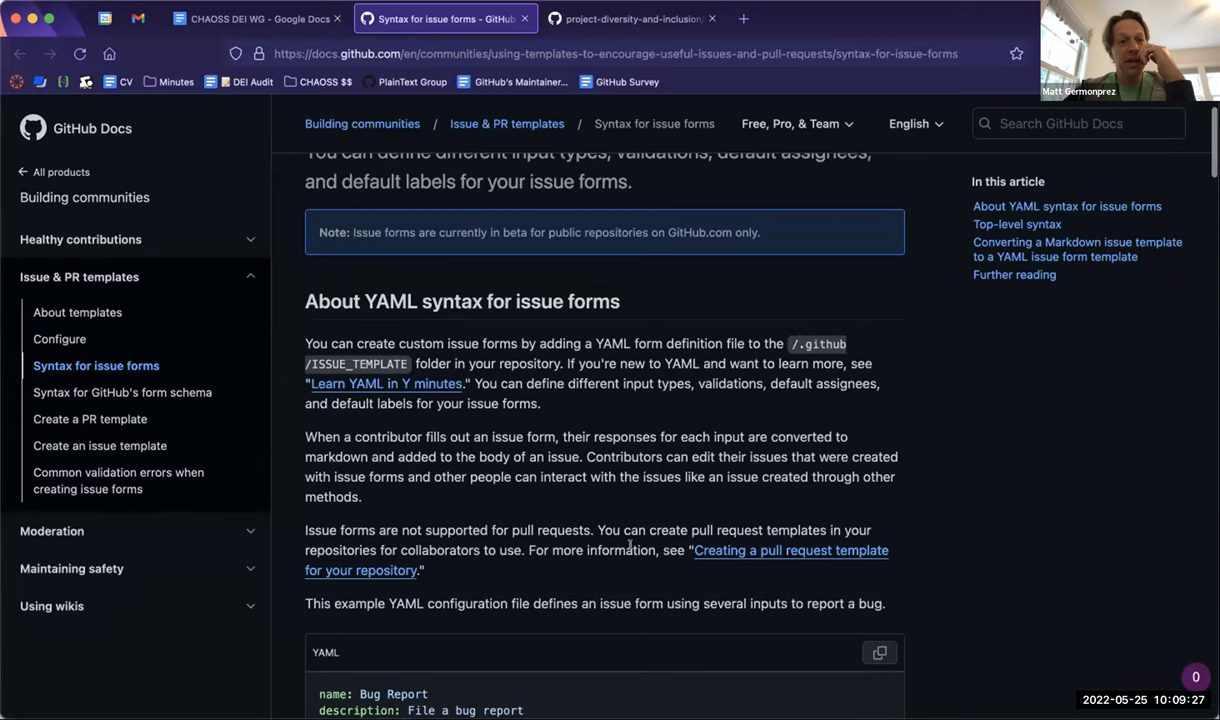 CHAOSS DEI WG - Google Docs
Syntax for issue forms - GitHub
project-diversity-and-inclusion/
https://docs.github.com/en/communities/using-templates-to-encourage-useful-issues-and-pull-requests/syntax-for-issue-forms
CV
Minutes
DEI Audit
CHAOSS $$
PlainText Group
GitHub's Maintainer...
GitHub Survey
Matt Germonprez
GitHub Docs
Building communities / Issue & PR templates / Syntax for issue forms
Free, Pro, & Team
English
Search GitHub Docs
All products
Building communities
Healthy contributions
Issue & PR templates
About templates
Configure
Syntax for issue forms
Syntax for GitHub's form schema
Create a PR template
Create an issue template
Common validation errors when
creating issue forms
Moderation
Maintaining safety
Using wikis
You can define different input types, validations, default assignees,
and default labels for your issue forms.
Note: Issue forms are currently in beta for public repositories on GitHub.com only.
About YAML syntax for issue forms
You can create custom issue forms by adding a YAML form definition file to the /.github
/ISSUE_TEMPLATE folder in your repository. If you're new to YAML and want to learn more, see
"Learn YAML in Y minutes." You can define different input types, validations, default assignees,
and default labels for your issue forms.
When a contributor fills out an issue form, their responses for each input are converted to
markdown and added to the body of an issue. Contributors can edit their issues that were created
with issue forms and other people can interact with the issues like an issue created through other
methods.
Issue forms are not supported for pull requests. You can create pull request templates in your
repositories for collaborators to use. For more information, see "Creating a pull request template
for your repository."
This example YAML configuration file defines an issue form using several inputs to report a bug.
YAML
name: Bug Report
description: File a bug report
In this article
About YAML syntax for issue forms
Top-level syntax
Converting a Markdown issue template
to a YAML issue form template
Further reading
0
2022-05-25 10:09:27